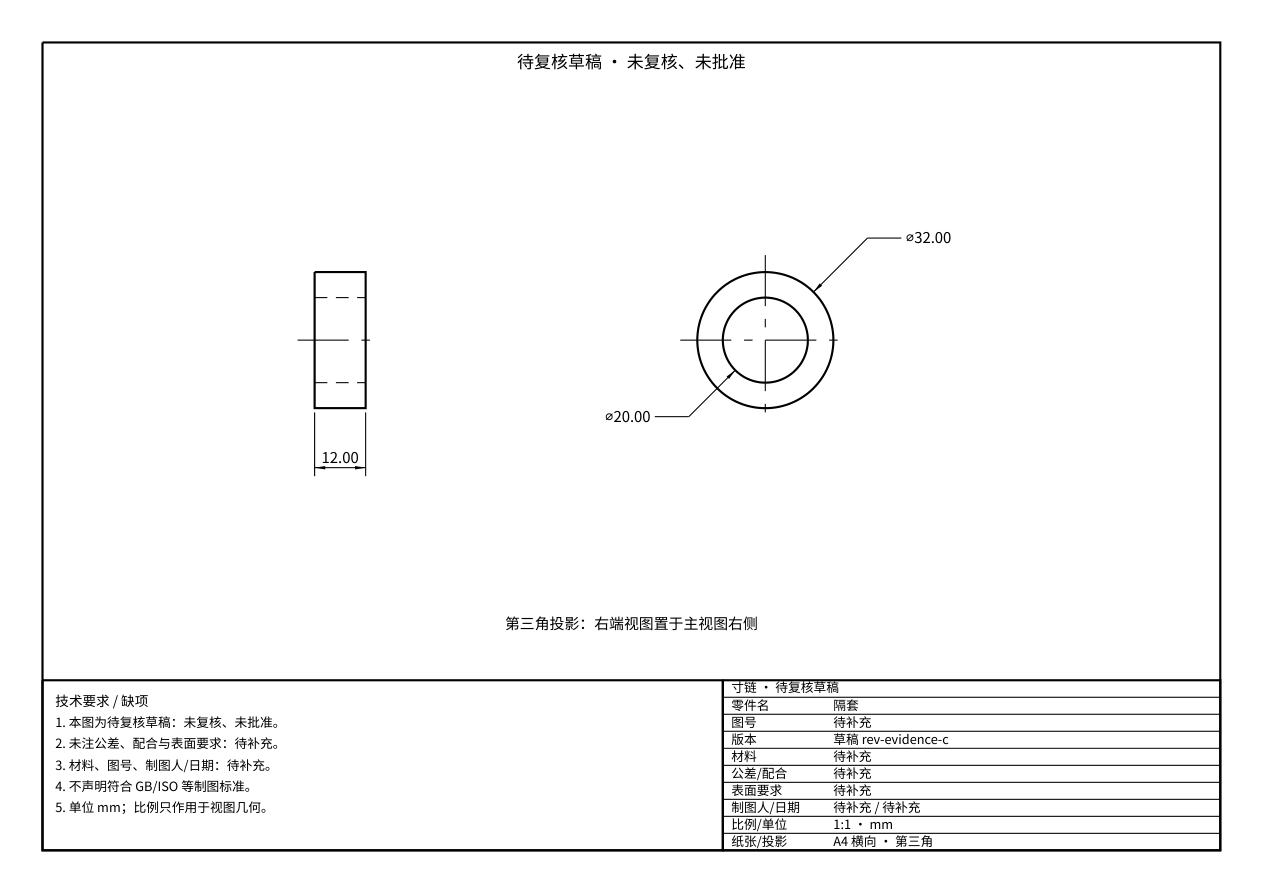 待复核草稿 · 未复核、未批准
⌀32.00
⌀20.00
12.00
第三角投影：右端视图置于主视图右侧
技术要求 / 缺项
1. 本图为待复核草稿：未复核、未批准。
2. 未注公差、配合与表面要求：待补充。
3. 材料、图号、制图人/日期：待补充。
4. 不声明符合 GB/ISO 等制图标准。
5. 单位 mm；比例只作用于视图几何。
寸链 · 待复核草稿
零件名 隔套
图号 待补充
版本 草稿 rev-evidence-c
材料 待补充
公差/配合 待补充
表面要求 待补充
制图人/日期 待补充 / 待补充
比例/单位 1:1 · mm
纸张/投影 A4 横向 · 第三角